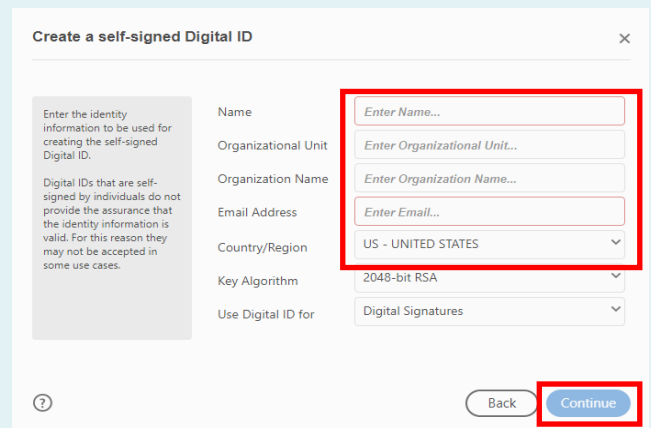 Create a self-signed Digital ID
Enter the identity
information to be used for
creating the self-signed
Digital ID.
Digital IDs that are self-
signed by individuals do not
provide the assurance that
the identity information is
valid. For this reason they
may not be accepted in
some use cases.
Name
Enter Name...
Organizational Unit
Enter Organizational Unit...
Organization Name
Enter Organization Name...
Email Address
Enter Email...
Country/Region
US - UNITED STATES
Key Algorithm
2048-bit RSA
Use Digital ID for
Digital Signatures
?
Back
Continue